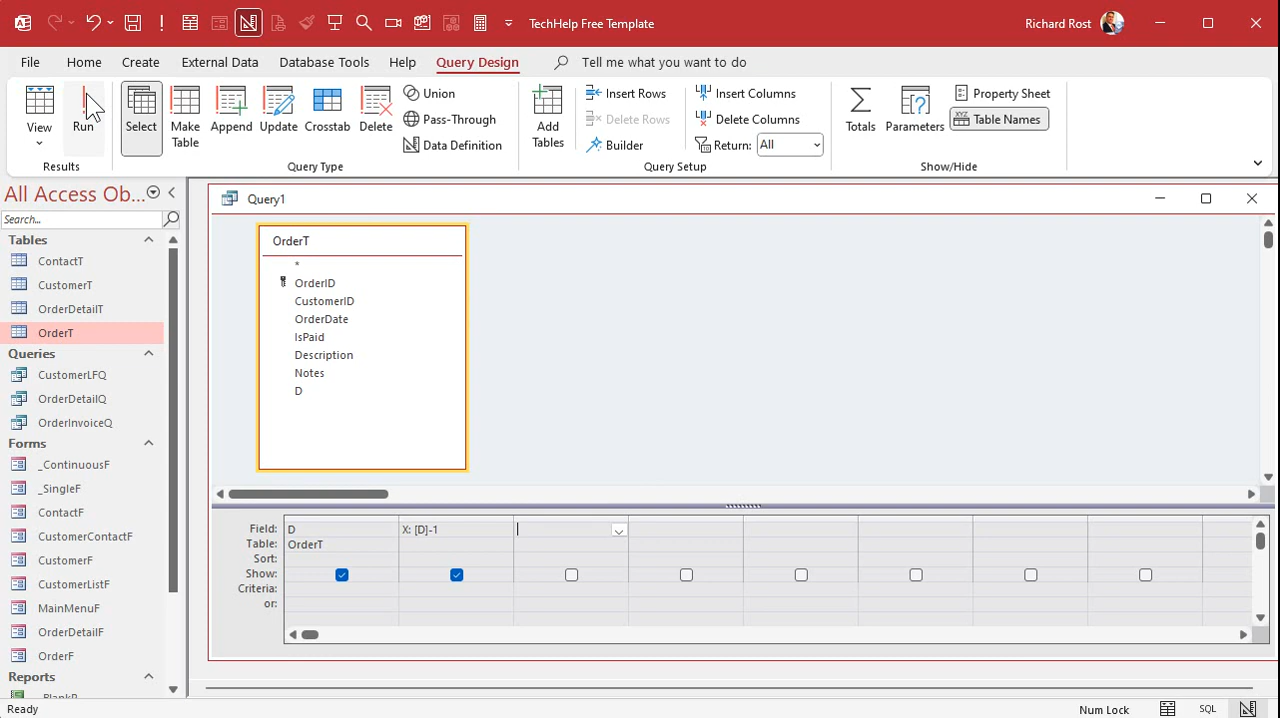 TechHelp Free Template
Richard Rost
File
Home
Create
External Data
Database Tools
Help
Query Design
Tell me what you want to do
View
Run
Results
Select
Make Table
Append
Update
Crosstab
Delete
Union
Pass-Through
Data Definition
Query Type
Add Tables
Insert Rows
Delete Rows
Builder
Insert Columns
Delete Columns
Return: All
Query Setup
Totals
Parameters
Property Sheet
Table Names
Show/Hide
All Access Ob...
Search...
Tables
ContactT
CustomerT
OrderDetailT
OrderT
Queries
CustomerLFQ
OrderDetailQ
OrderInvoiceQ
Forms
_ContinuousF
_SingleF
ContactF
CustomerContactF
CustomerF
CustomerListF
MainMenuF
OrderDetailF
OrderF
Reports
_BlankR
Query1
OrderT
*
OrderID
CustomerID
OrderDate
IsPaid
Description
Notes
D
Field: D X: [D]-1
Table: OrderT
Sort:
Show:
Criteria:
or:
Ready
Num Lock
SQL